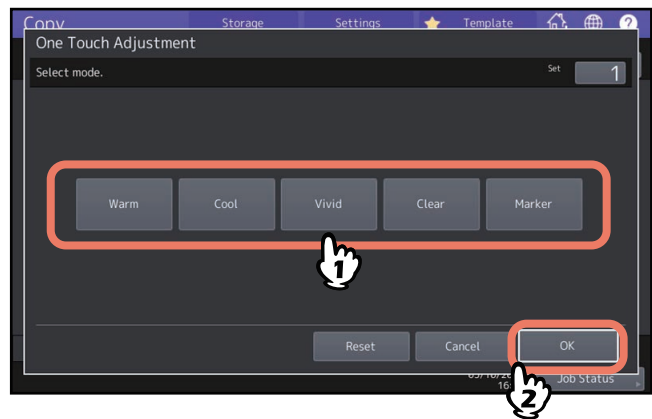 Copy Storage Settings Template ?
One Touch Adjustment
Select mode. Set 1
Warm Cool Vivid Clear Marker
1
Reset Cancel OK
16: Job Status
2